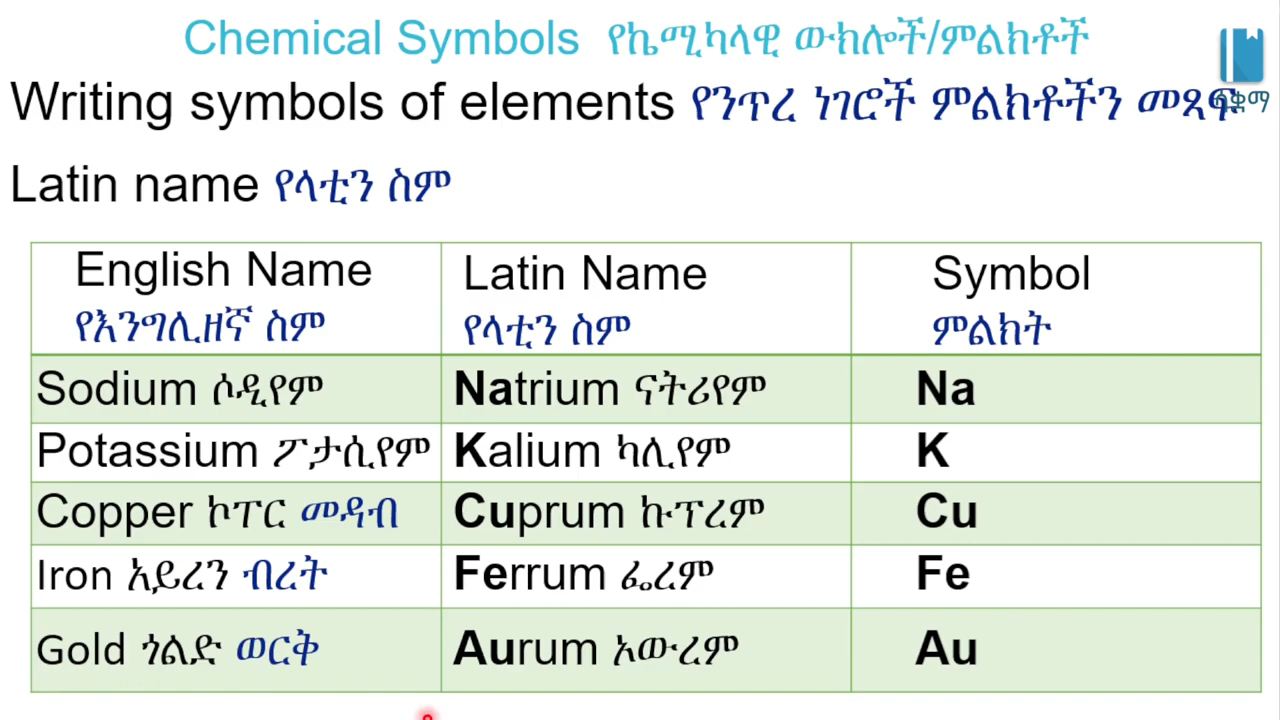 Chemical Symbols የኬሚካላዊ ውክሎች/ምልክቶች
Writing symbols of elements የንጥረ ነገሮች ምልክቶችን መጻፍ
Latin name የላቲን ስም
English Name Latin Name Symbol
የእንግሊዘኛ ስም የላቲን ስም ምልክት
Sodium ሶዲየም Natrium ናትሪየም Na
Potassium ፖታሲየም Kalium ካሊየም K
Copper ኮፐር መዳብ Cuprum ኩፕረም Cu
Iron አይረን ብረት Ferrum ፌረም Fe
Gold ጎልድ ወርቅ Aurum ኦውረም Au